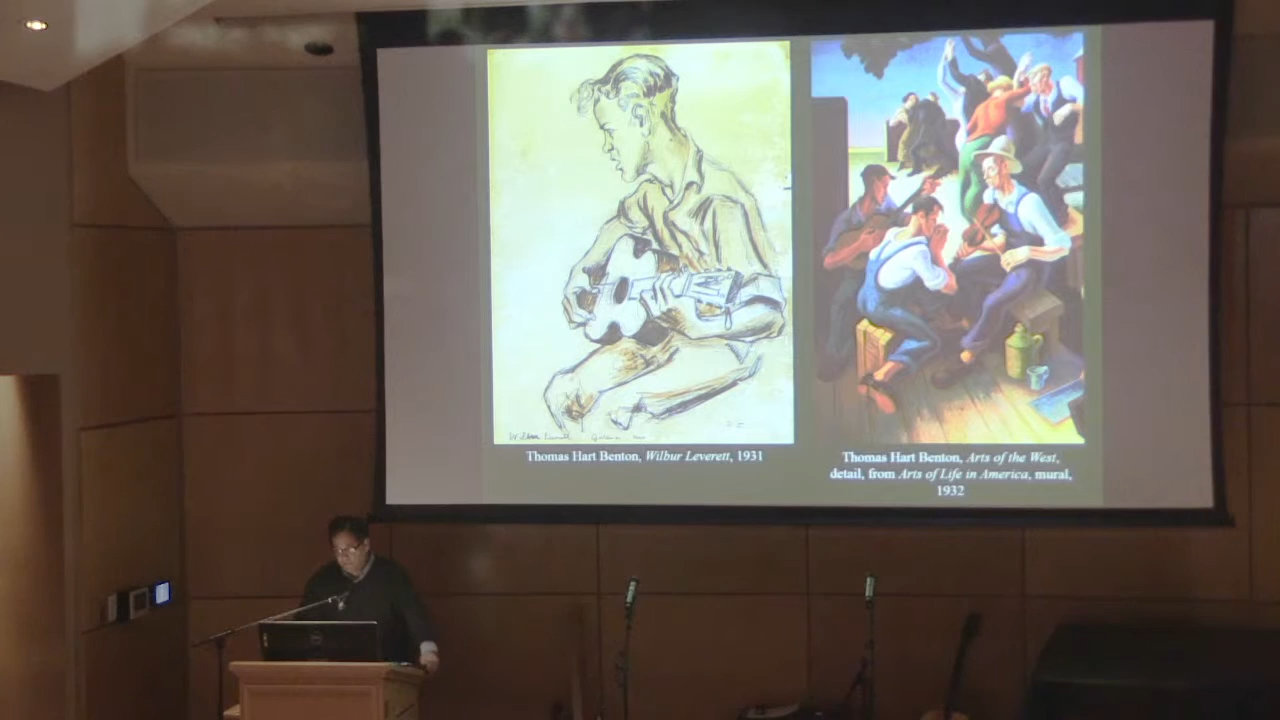 Thomas Hart Benton, Wilbur Leverett, 1931
Thomas Hart Benton, Arts of the West,
detail, from Arts of Life in America, mural,
1932